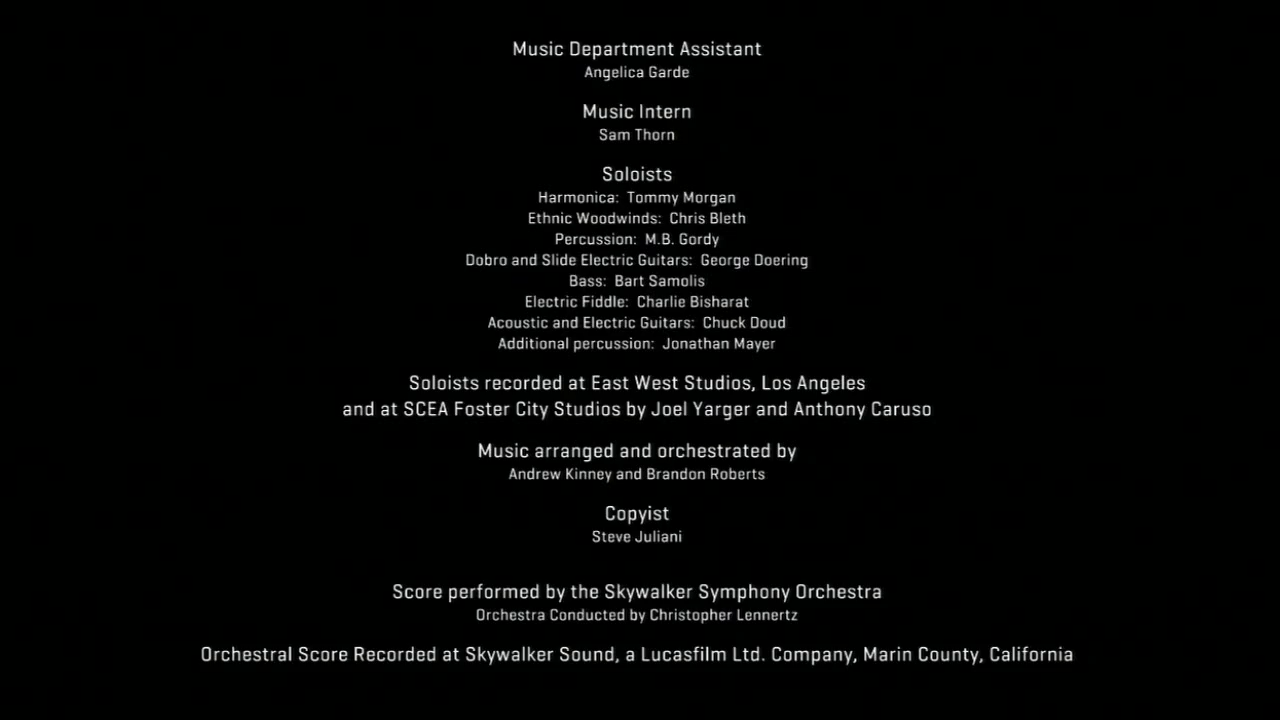 Music Department Assistant
Angelica Garde
Music Intern
Sam Thorn
Soloists
Harmonica: Tommy Morgan
Ethnic Woodwinds: Chris Bleth
Percussion: M.B. Gordy
Dobro and Slide Electric Guitars: George Doering
Bass: Bart Samolis
Electric Fiddle: Charlie Bisharat
Acoustic and Electric Guitars: Chuck Doud
Additional percussion: Jonathan Mayer
Soloists recorded at East West Studios, Los Angeles
and at SCEA Foster City Studios by Joel Yarger and Anthony Caruso
Music arranged and orchestrated by
Andrew Kinney and Brandon Roberts
Copyist
Steve Juliani
Score performed by the Skywalker Symphony Orchestra
Orchestra Conducted by Christopher Lennertz
Orchestral Score Recorded at Skywalker Sound, a Lucasfilm Ltd. Company, Marin County, California